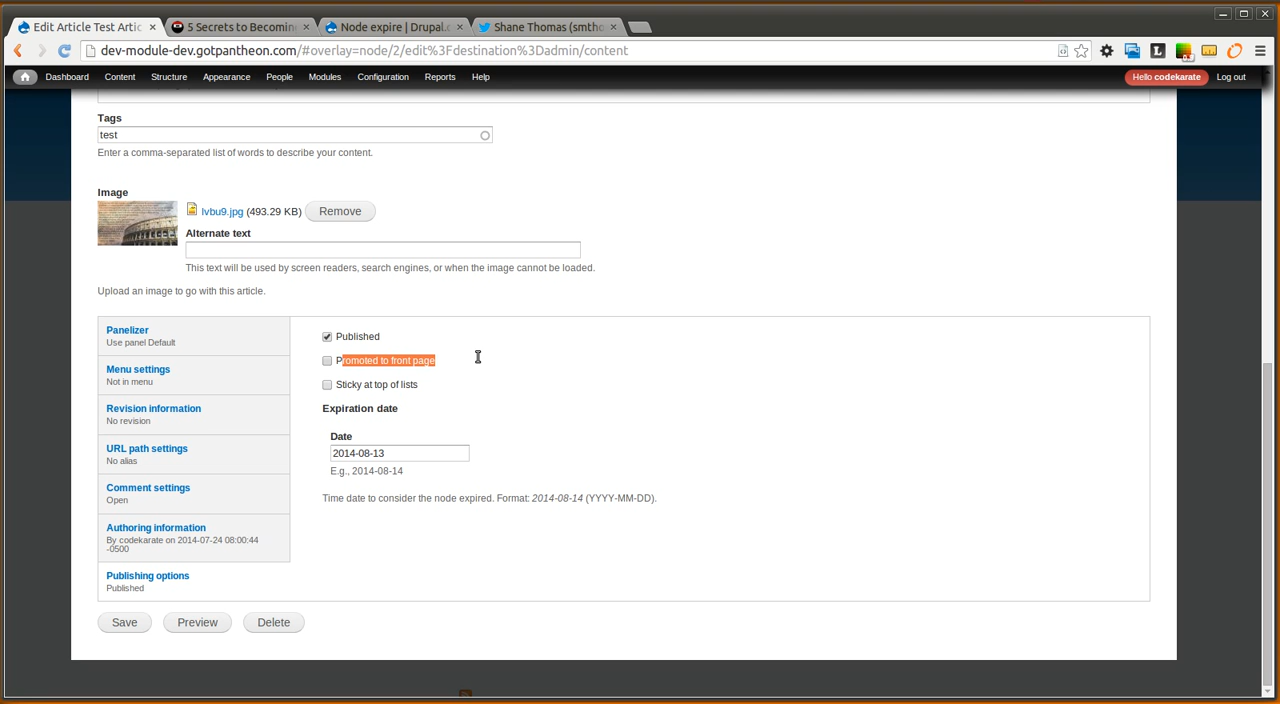 Edit Article Test Artic
5 Secrets to Becomin
Node expire | Drupal.c
Shane Thomas (smtho
dev-module-dev.gotpantheon.com/#overlay=node/2/edit%3Fdestination%3Dadmin/content
Dashboard Content Structure Appearance People Modules Configuration Reports Help Hello codekarate Log out
Tags
test
Enter a comma-separated list of words to describe your content.
Image
lvbu9.jpg (493.29 KB) Remove
Alternate text
This text will be used by screen readers, search engines, or when the image cannot be loaded.
Upload an image to go with this article.
Panelizer
Use panel Default
Menu settings
Not in menu
Revision information
No revision
URL path settings
No alias
Comment settings
Open
Authoring information
By codekarate on 2014-07-24 08:00:44
-0500
Publishing options
Published
Published
Promoted to front page
Sticky at top of lists
Expiration date
Date
2014-08-13
E.g., 2014-08-14
Time date to consider the node expired. Format: 2014-08-14 (YYYY-MM-DD).
Save Preview Delete